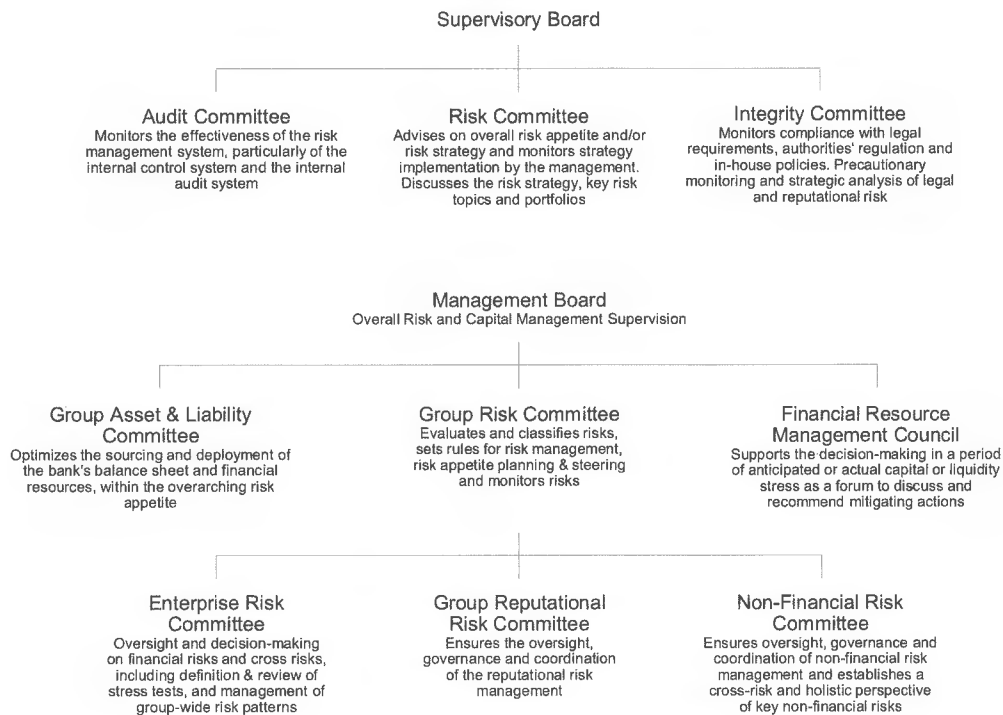 Supervisory Board
Audit Committee
Monitors the effectiveness of the risk
management system, particularly of the
internal control system and the internal
audit system
Risk Committee
Advises on overall risk appetite and/or
risk strategy and monitors strategy
implementation by the management.
Discusses the risk strategy, key risk
topics and portfolios
Integrity Committee
Monitors compliance with legal
requirements, authorities' regulation and
in-house policies. Precautionary
monitoring and strategic analysis of legal
and reputational risk
Management Board
Overall Risk and Capital Management Supervision
Group Asset & Liability
Committee
Optimizes the sourcing and deployment of
the bank's balance sheet and financial
resources, within the overarching risk
appetite
Group Risk Committee
Evaluates and classifies risks,
sets rules for risk management,
risk appetite planning & steering
and monitors risks
Financial Resource
Management Council
Supports the decision-making in a period
of anticipated or actual capital or liquidity
stress as a forum to discuss and
recommend mitigating actions
Enterprise Risk
Committee
Oversight and decision-making
on financial risks and cross risks,
including definition & review of
stress tests, and management of
group-wide risk patterns
Group Reputational
Risk Committee
Ensures the oversight,
governance and coordination
of the reputational risk
management
Non-Financial Risk
Committee
Ensures oversight, governance and
coordination of non-financial risk
management and establishes a
cross-risk and holistic perspective
of key non-financial risks